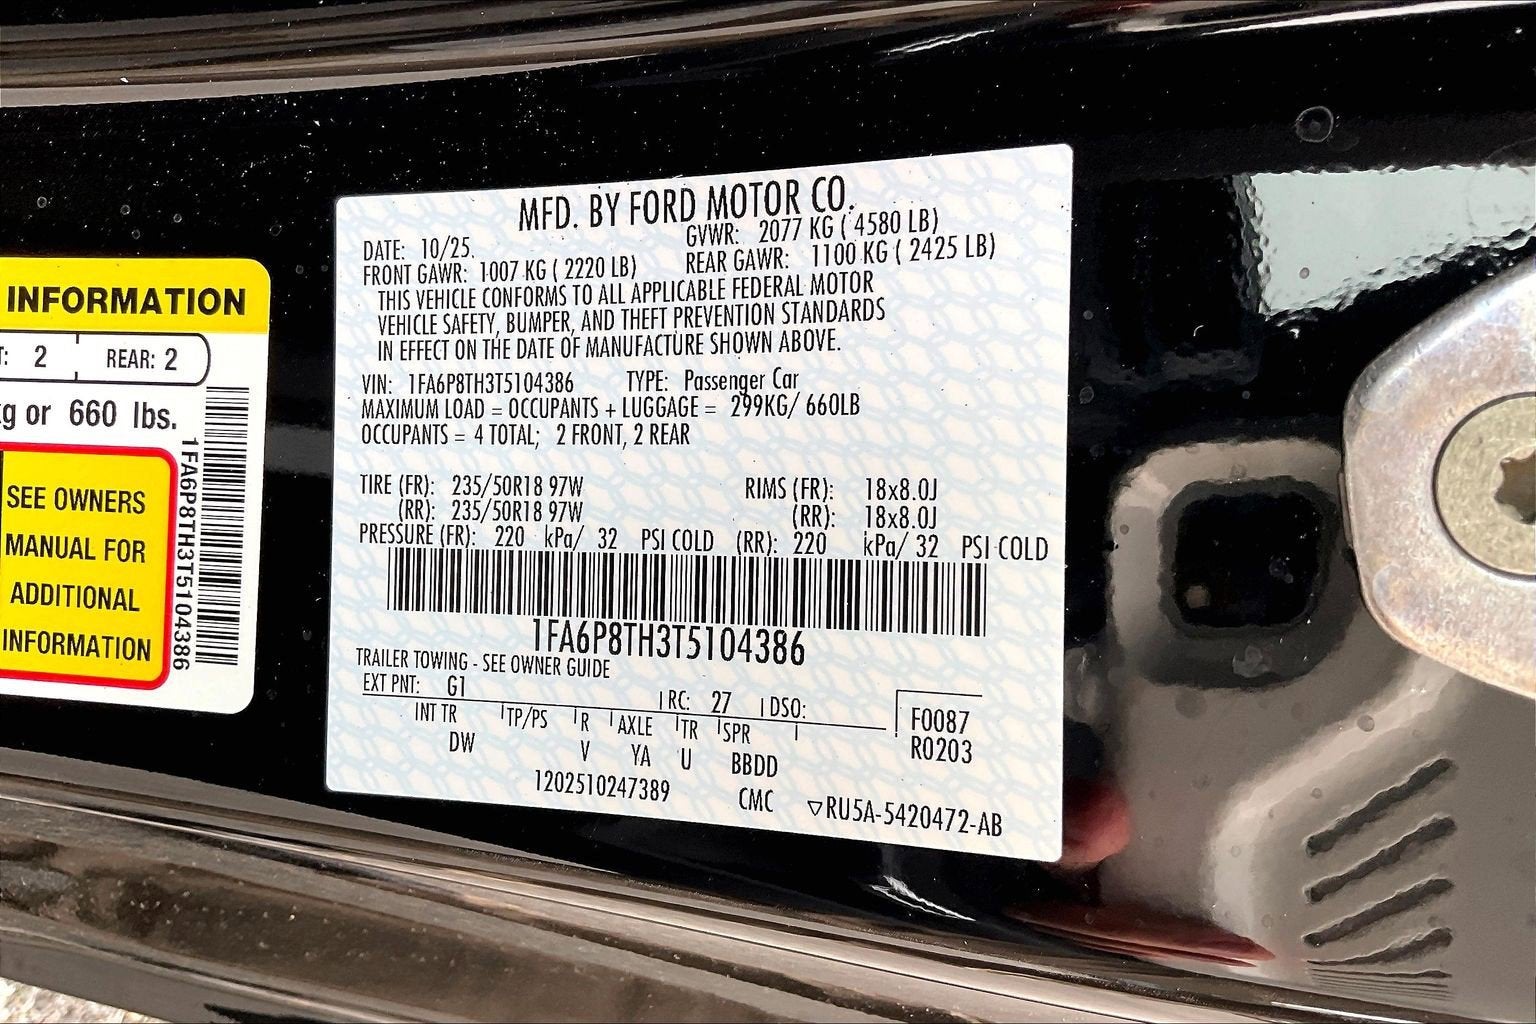 INFORMATION
: 2 REAR: 2
kg or 660 lbs.
SEE OWNERS
MANUAL FOR
ADDITIONAL
INFORMATION
1FA6P8TH3T5104386
MFD. BY FORD MOTOR CO.
DATE: 10/25. GVWR: 2077 KG ( 4580 LB)
FRONT GAWR: 1007 KG ( 2220 LB) REAR GAWR: 1100 KG ( 2425 LB)
THIS VEHICLE CONFORMS TO ALL APPLICABLE FEDERAL MOTOR
VEHICLE SAFETY, BUMPER, AND THEFT PREVENTION STANDARDS
IN EFFECT ON THE DATE OF MANUFACTURE SHOWN ABOVE.
VIN: 1FA6P8TH3T5104386 TYPE: Passenger Car
MAXIMUM LOAD = OCCUPANTS + LUGGAGE = 299KG/ 660LB
OCCUPANTS = 4 TOTAL; 2 FRONT, 2 REAR
TIRE (FR): 235/50R18 97W RIMS (FR): 18x8.0J
(RR): 235/50R18 97W (RR): 18x8.0J
PRESSURE (FR): 220 kPa/ 32 PSI COLD (RR): 220 kPa/ 32 PSI COLD
1FA6P8TH3T5104386
TRAILER TOWING - SEE OWNER GUIDE
EXT PNT: G1 RC: 27 DSO:
INT TR TP/PS R AXLE TR SPR F0087
DW V YA U BBDD R0203
1202510247389 CMC ▽RU5A-5420472-AB